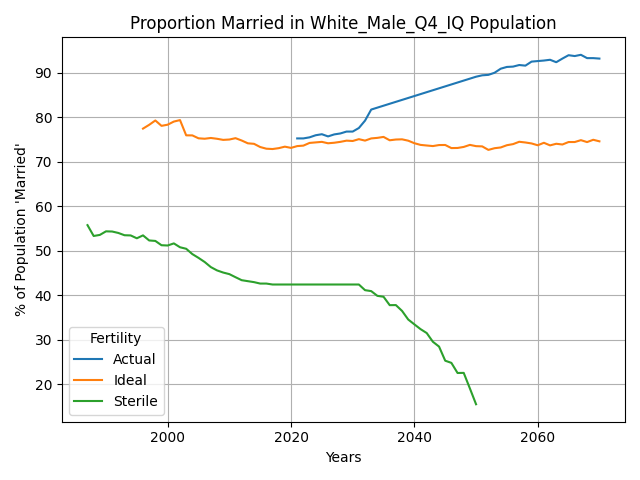 Proportion Married in White_Male_Q4_IQ Population
% of Population 'Married'
90
80
70
60
50
40
30
20
Fertility
Actual
Ideal
Sterile
2000
2020
2040
2060
Years